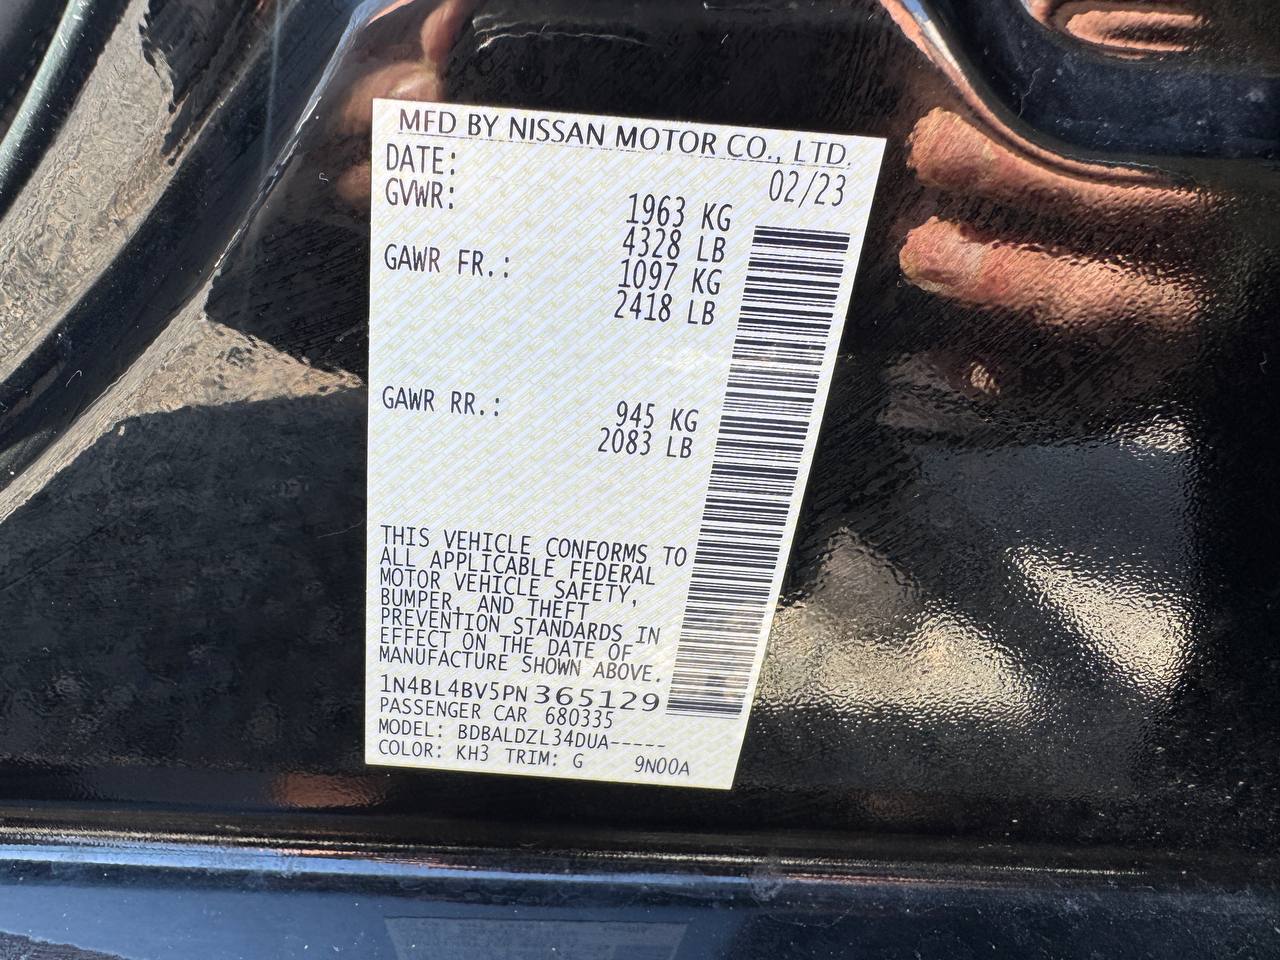 MFD BY NISSAN MOTOR CO., LTD.
DATE: 02/23
GVWR: 1963 KG
4328 LB
GAWR FR.: 1097 KG
2418 LB
GAWR RR.: 945 KG
2083 LB
THIS VEHICLE CONFORMS TO
ALL APPLICABLE FEDERAL
MOTOR VEHICLE SAFETY,
BUMPER, AND THEFT
PREVENTION STANDARDS IN
EFFECT ON THE DATE OF
MANUFACTURE SHOWN ABOVE.
1N4BL4BV5PN365129
PASSENGER CAR 680335
MODEL: BDBALDZL34DUA-----
COLOR: KH3 TRIM: G 9N00A